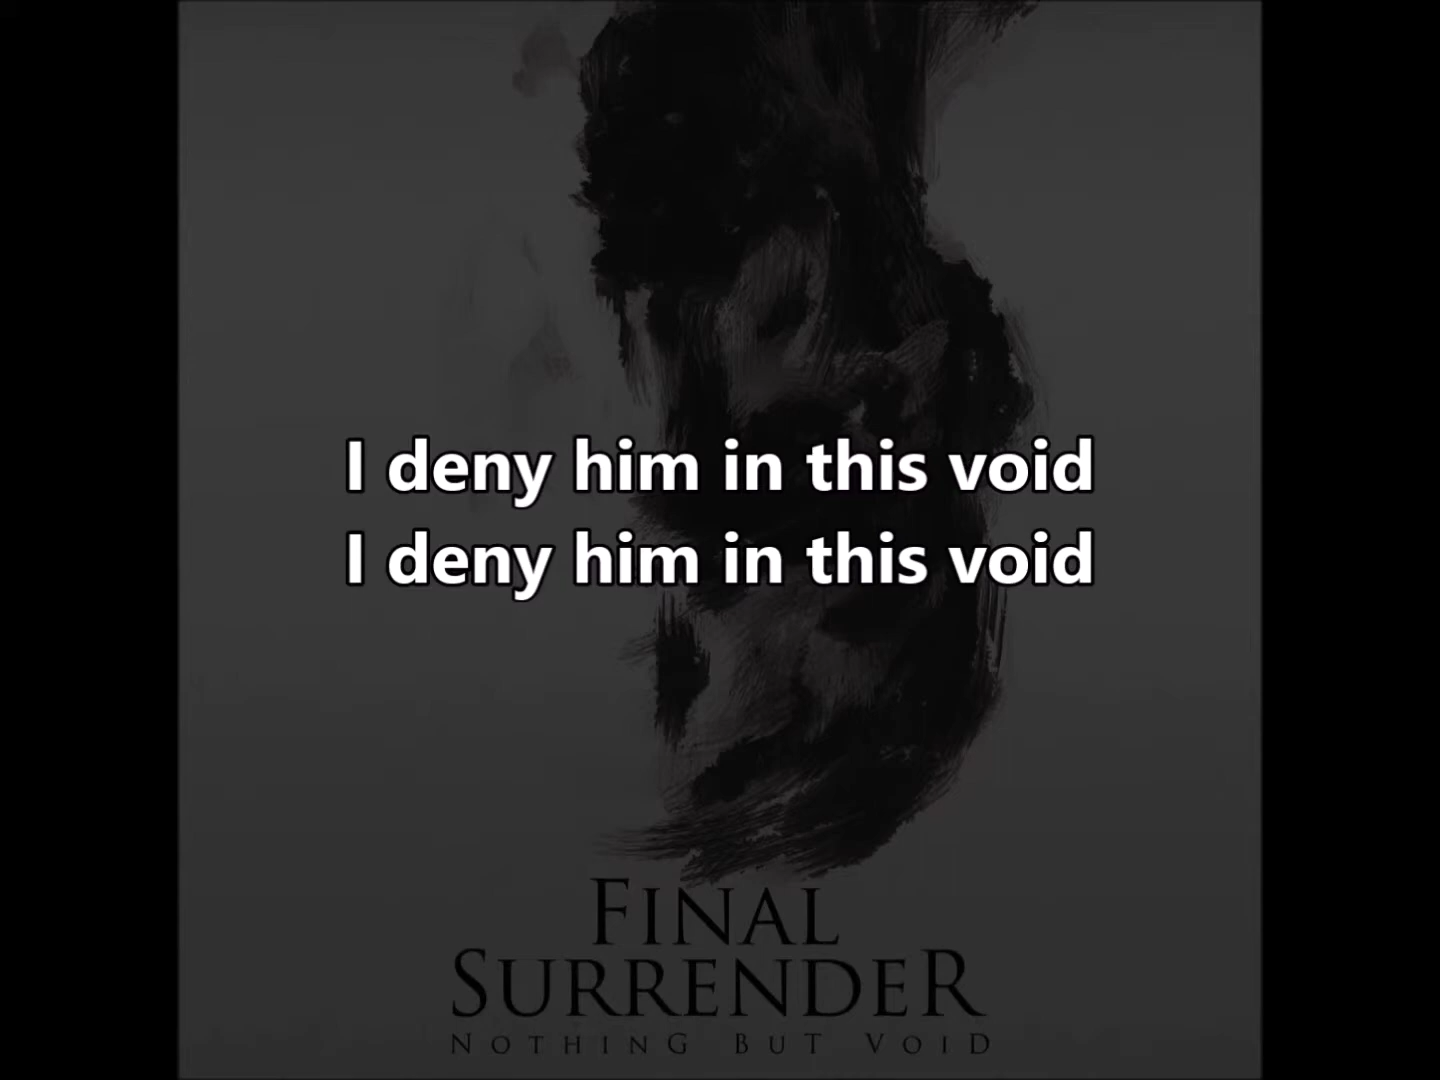 I deny him in this void
I deny him in this void
FINAL
SURRENDER
NOTHING BUT VOID